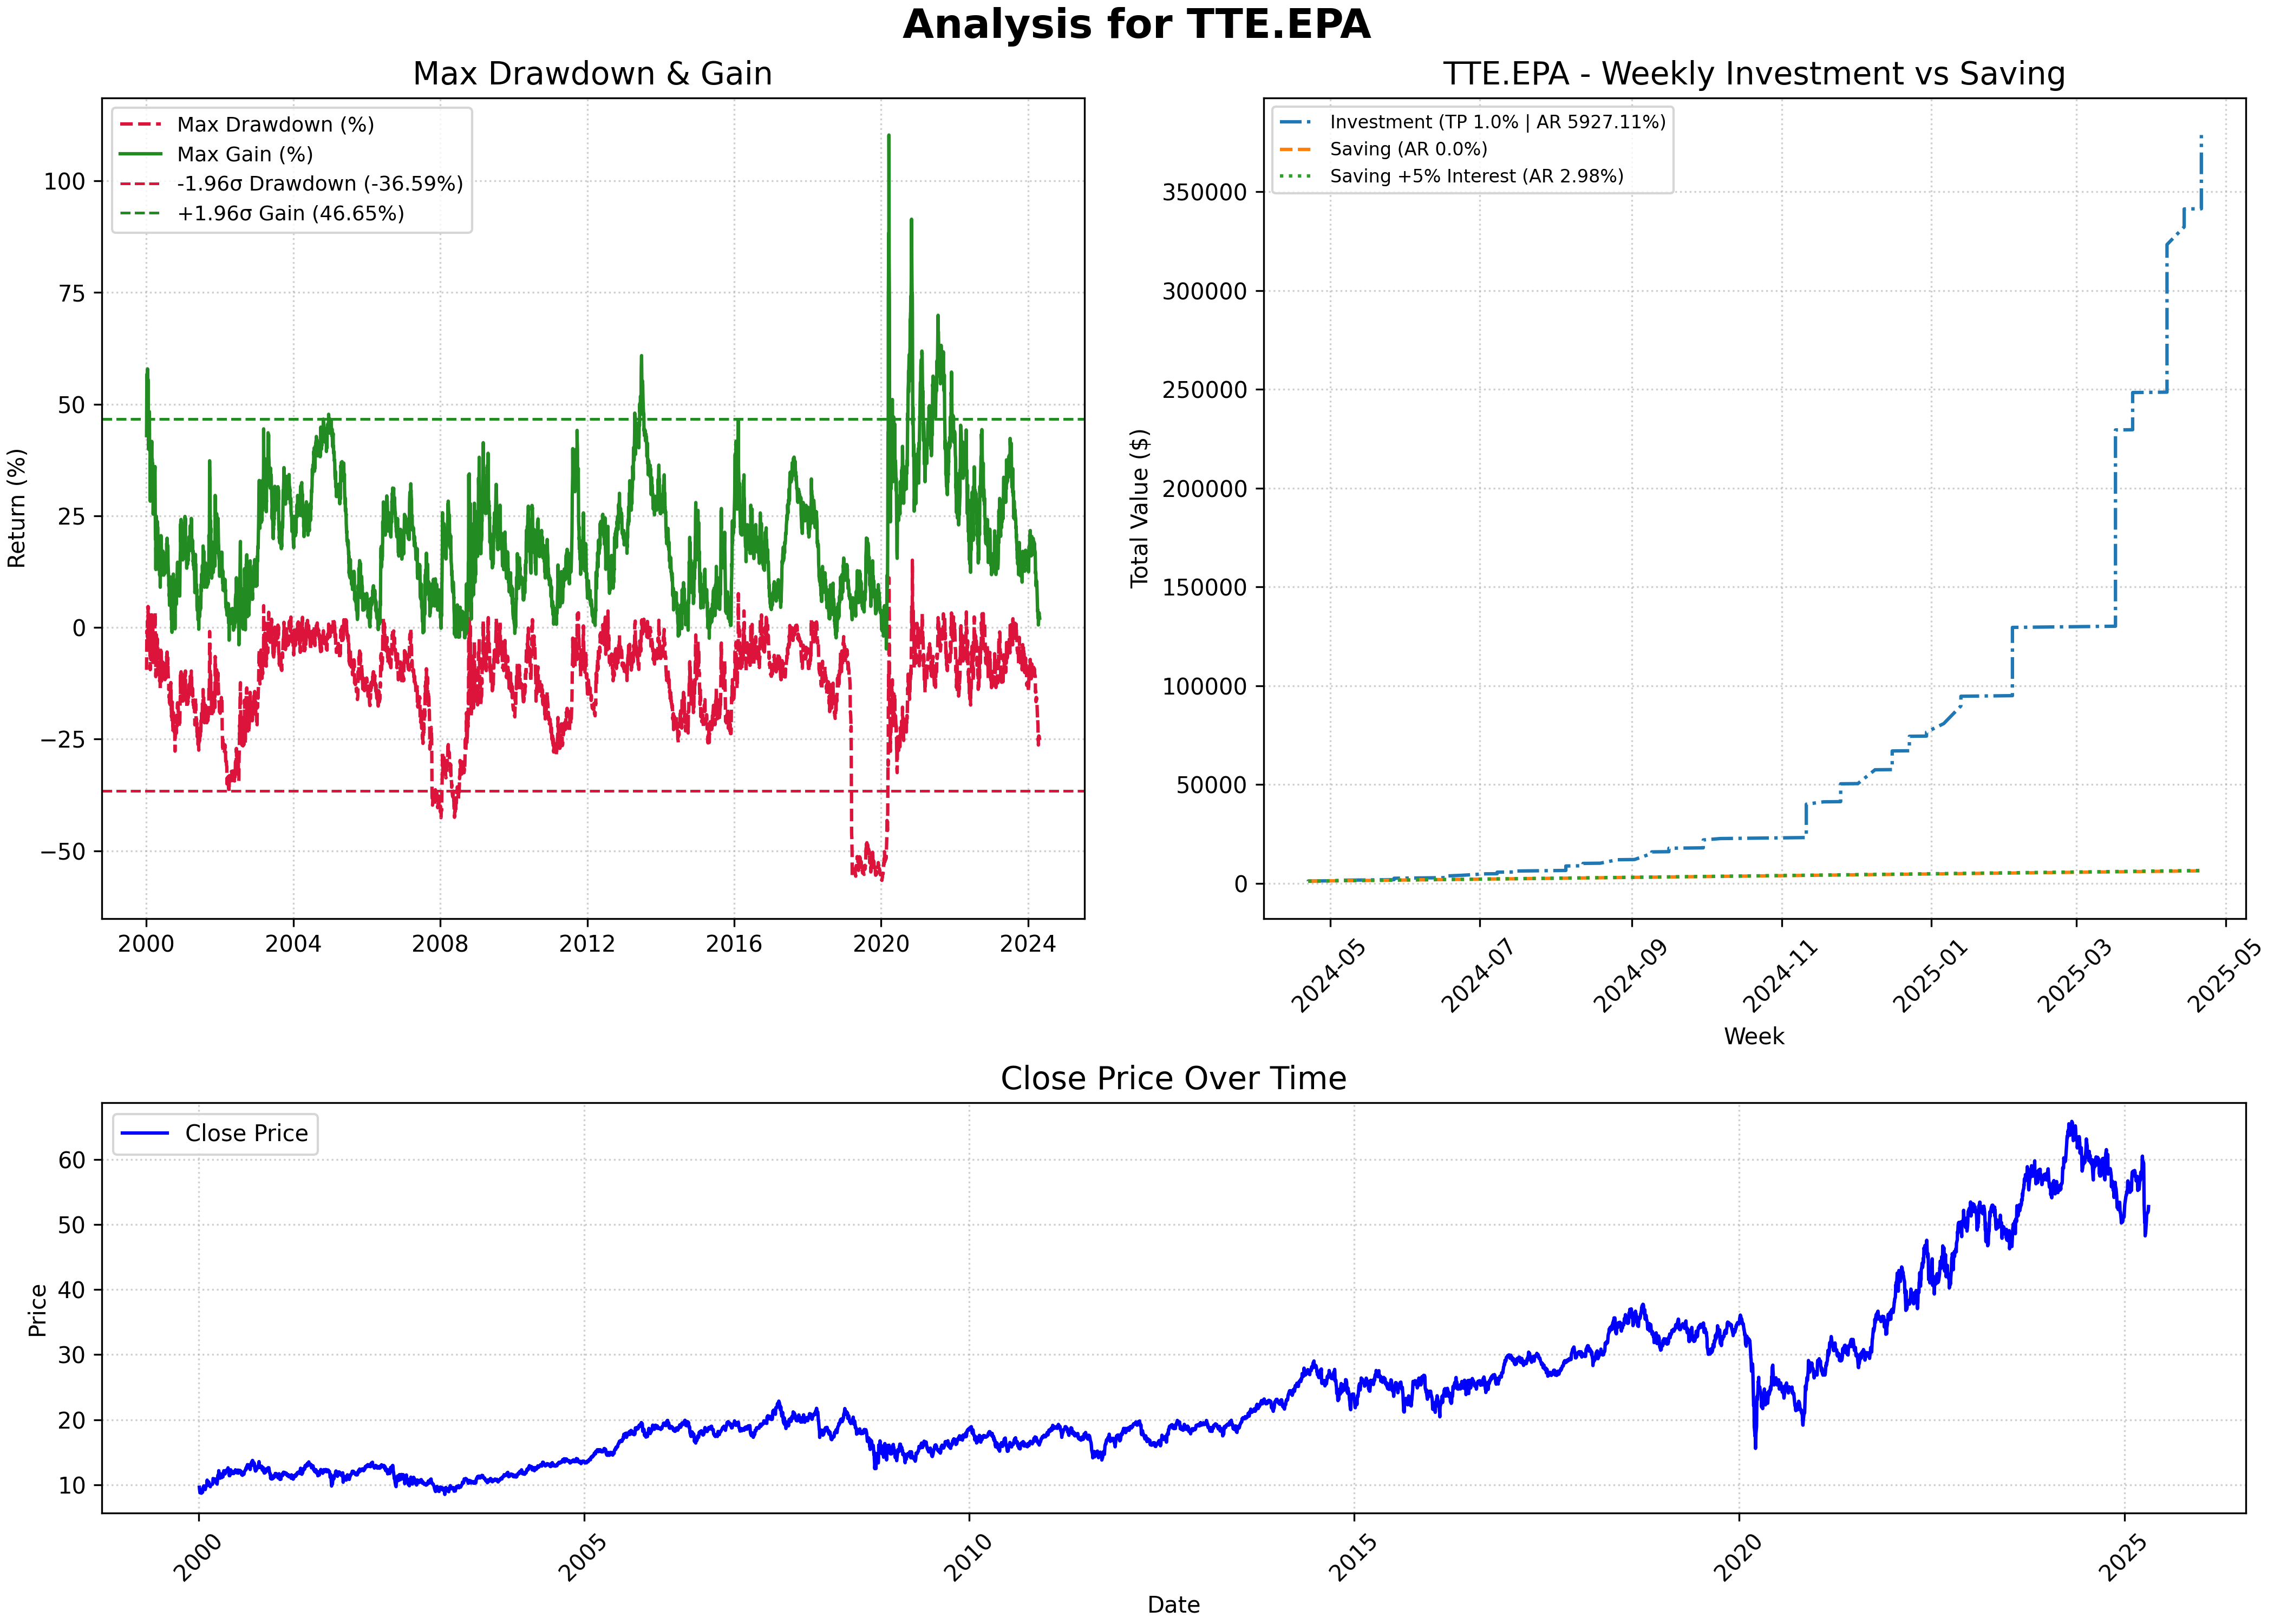 Analysis for TTE.EPA
Max Drawdown & Gain
Max Drawdown (%)
Max Gain (%)
-1.96σ Drawdown (-36.59%)
+1.96σ Gain (46.65%)
Return (%)
100
75
50
25
0
−25
−50
2000
2004
2008
2012
2016
2020
2024
TTE.EPA - Weekly Investment vs Saving
Investment (TP 1.0% | AR 5927.11%)
Saving (AR 0.0%)
Saving +5% Interest (AR 2.98%)
Total Value ($)
350000
300000
250000
200000
150000
100000
50000
0
2024-05
2024-07
2024-09
2024-11
2025-01
2025-03
2025-05
Week
Close Price Over Time
Close Price
Price
60
50
40
30
20
10
2000
2005
2010
2015
2020
2025
Date